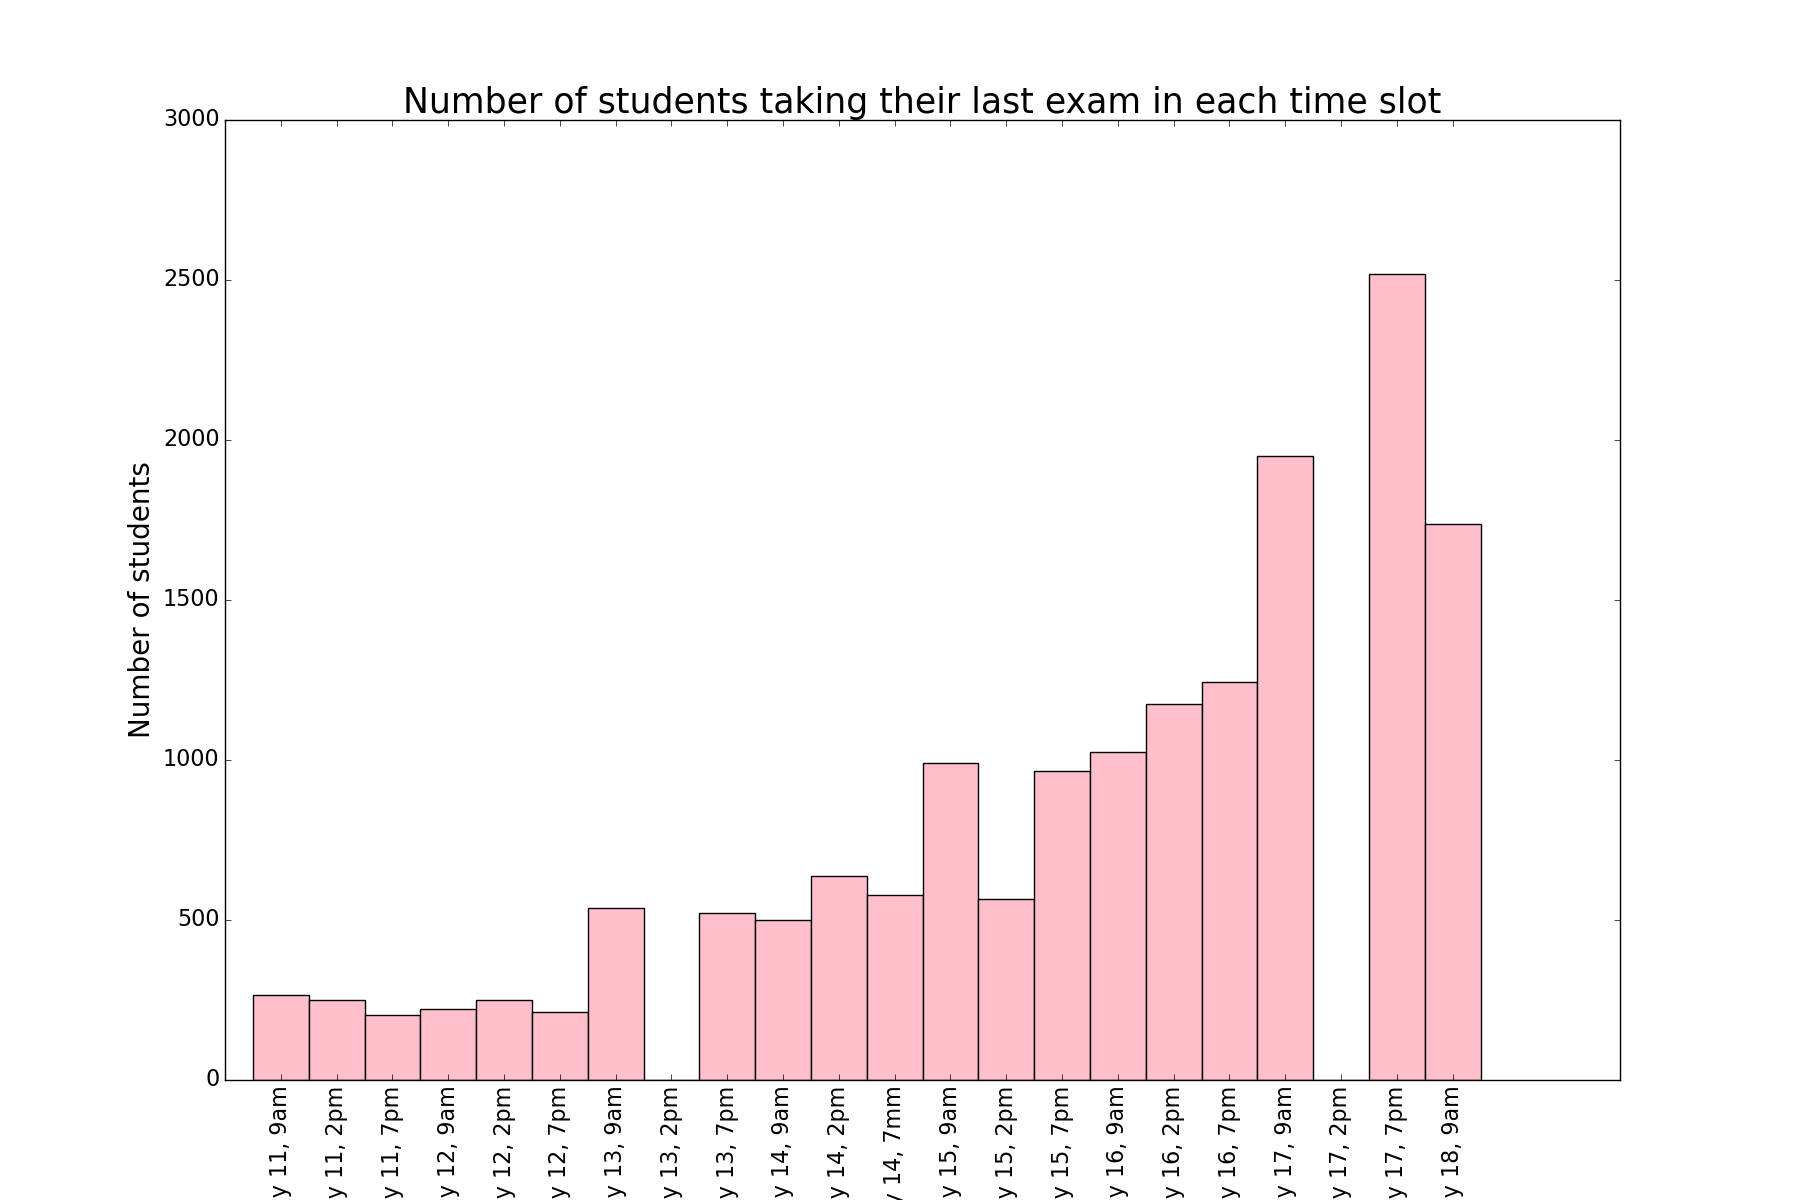 Number of students taking their last exam in each time slot
3000
2500
2000
1500
1000
500
0
Number of students
y 11, 9am
y 11, 2pm
y 11, 7pm
y 12, 9am
y 12, 2pm
y 12, 7pm
y 13, 9am
y 13, 2pm
y 13, 7pm
y 14, 9am
y 14, 2pm
y 14, 7mm
y 15, 9am
y 15, 2pm
y 15, 7pm
y 16, 9am
y 16, 2pm
y 16, 7pm
y 17, 9am
y 17, 2pm
y 17, 7pm
y 18, 9am